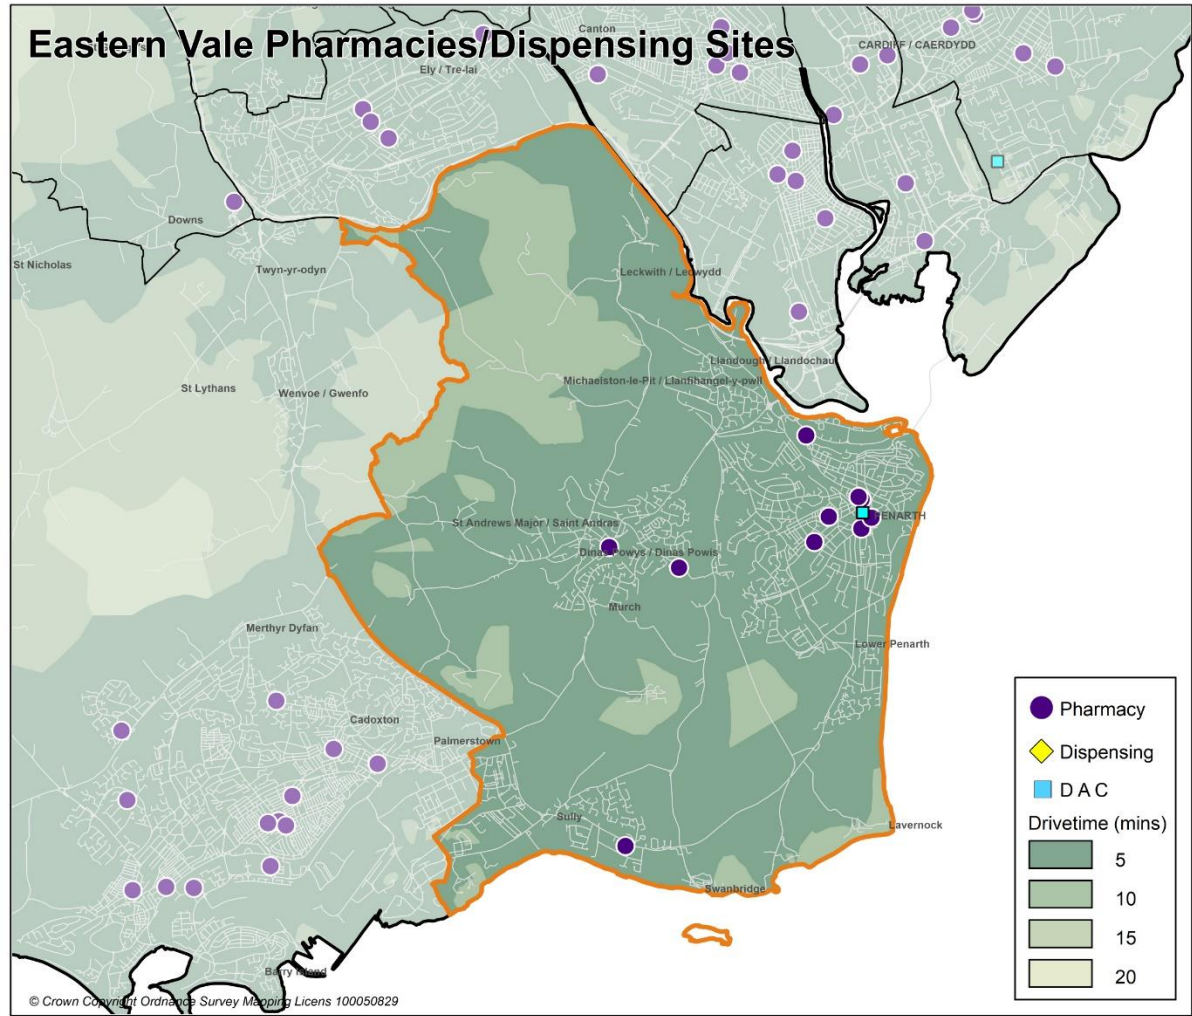 Eastern Vale Pharmacies/Dispensing Sites
Canton
CARDIFF / CAERDYDD
Ely / Tre-lai
Downs
St Nicholas
Twyn-yr-odyn
Leckwith / Lecwydd
Llandough / Llandochau
Michaelston-le-Pit / Llanfihangel-y-pwll
St Lythans
Wenvoe / Gwenfo
PENARTH
St Andrews Major / Saint Andras
Dinas Powys / Dinas Powis
Murch
Merthyr Dyfan
Lower Penarth
Cadoxton
Palmerstown
Sully
Lavernock
Swanbridge
Barry Island
Pharmacy
Dispensing
D A C
Drivetime (mins)
5
10
15
20
© Crown Copyright Ordnance Survey Mapping Licens 100050829